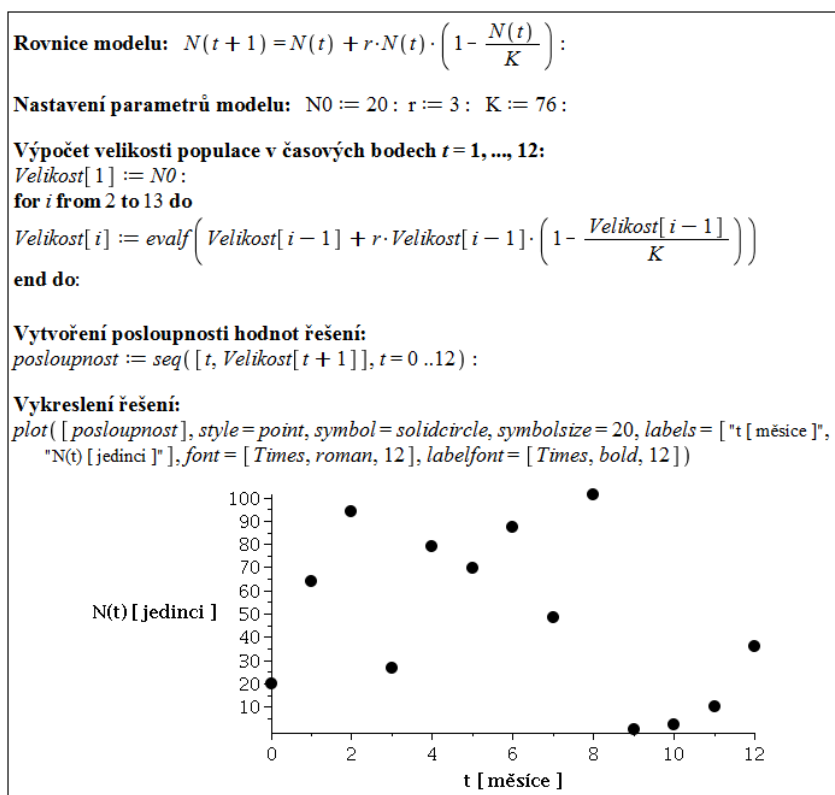 Rovnice modelu: N(t + 1) = N(t) + r·N(t)·(1 - N(t)/K) :
Nastavení parametrů modelu: N0 := 20 : r := 3 : K := 76 :
Výpočet velikosti populace v časových bodech t = 1, ..., 12:
Velikost[1] := N0 :
for i from 2 to 13 do
Velikost[i] := evalf(Velikost[i − 1] + r·Velikost[i − 1]·(1 - Velikost[i − 1]/K))
end do:
Vytvoření posloupnosti hodnot řešení:
posloupnost := seq([t, Velikost[t + 1]], t = 0 ..12) :
Vykreslení řešení:
plot([posloupnost], style = point, symbol = solidcircle, symbolsize = 20, labels = ["t [ měsíce ]",
"N(t) [ jedinci ]"], font = [Times, roman, 12], labelfont = [Times, bold, 12])
100
90
80
70
60
N(t) [ jedinci ]
50
40
30
20
10
0 2 4 6 8 10 12
t [ měsíce ]